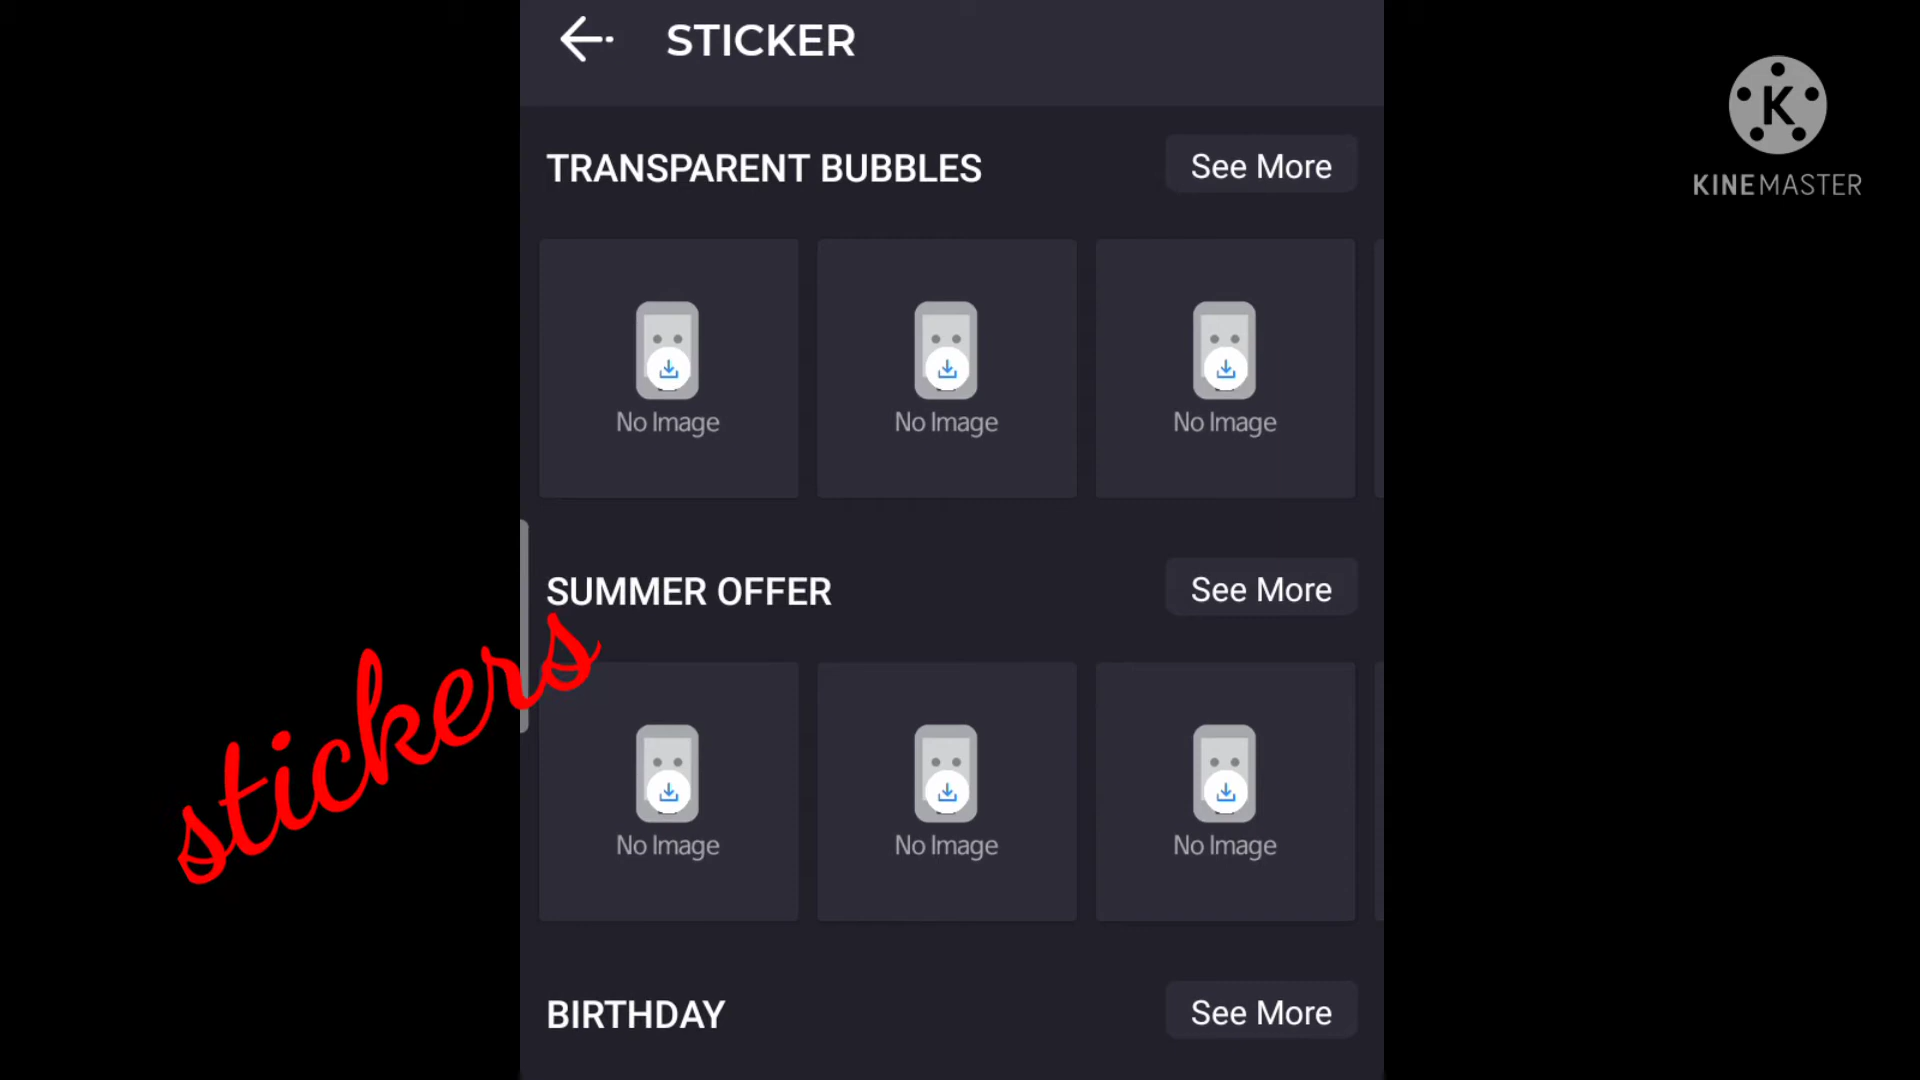 STICKER
K
KINEMASTER
TRANSPARENT BUBBLES
See More
No Image
No Image
No Image
SUMMER OFFER
See More
stickers
No Image
No Image
No Image
BIRTHDAY
See More